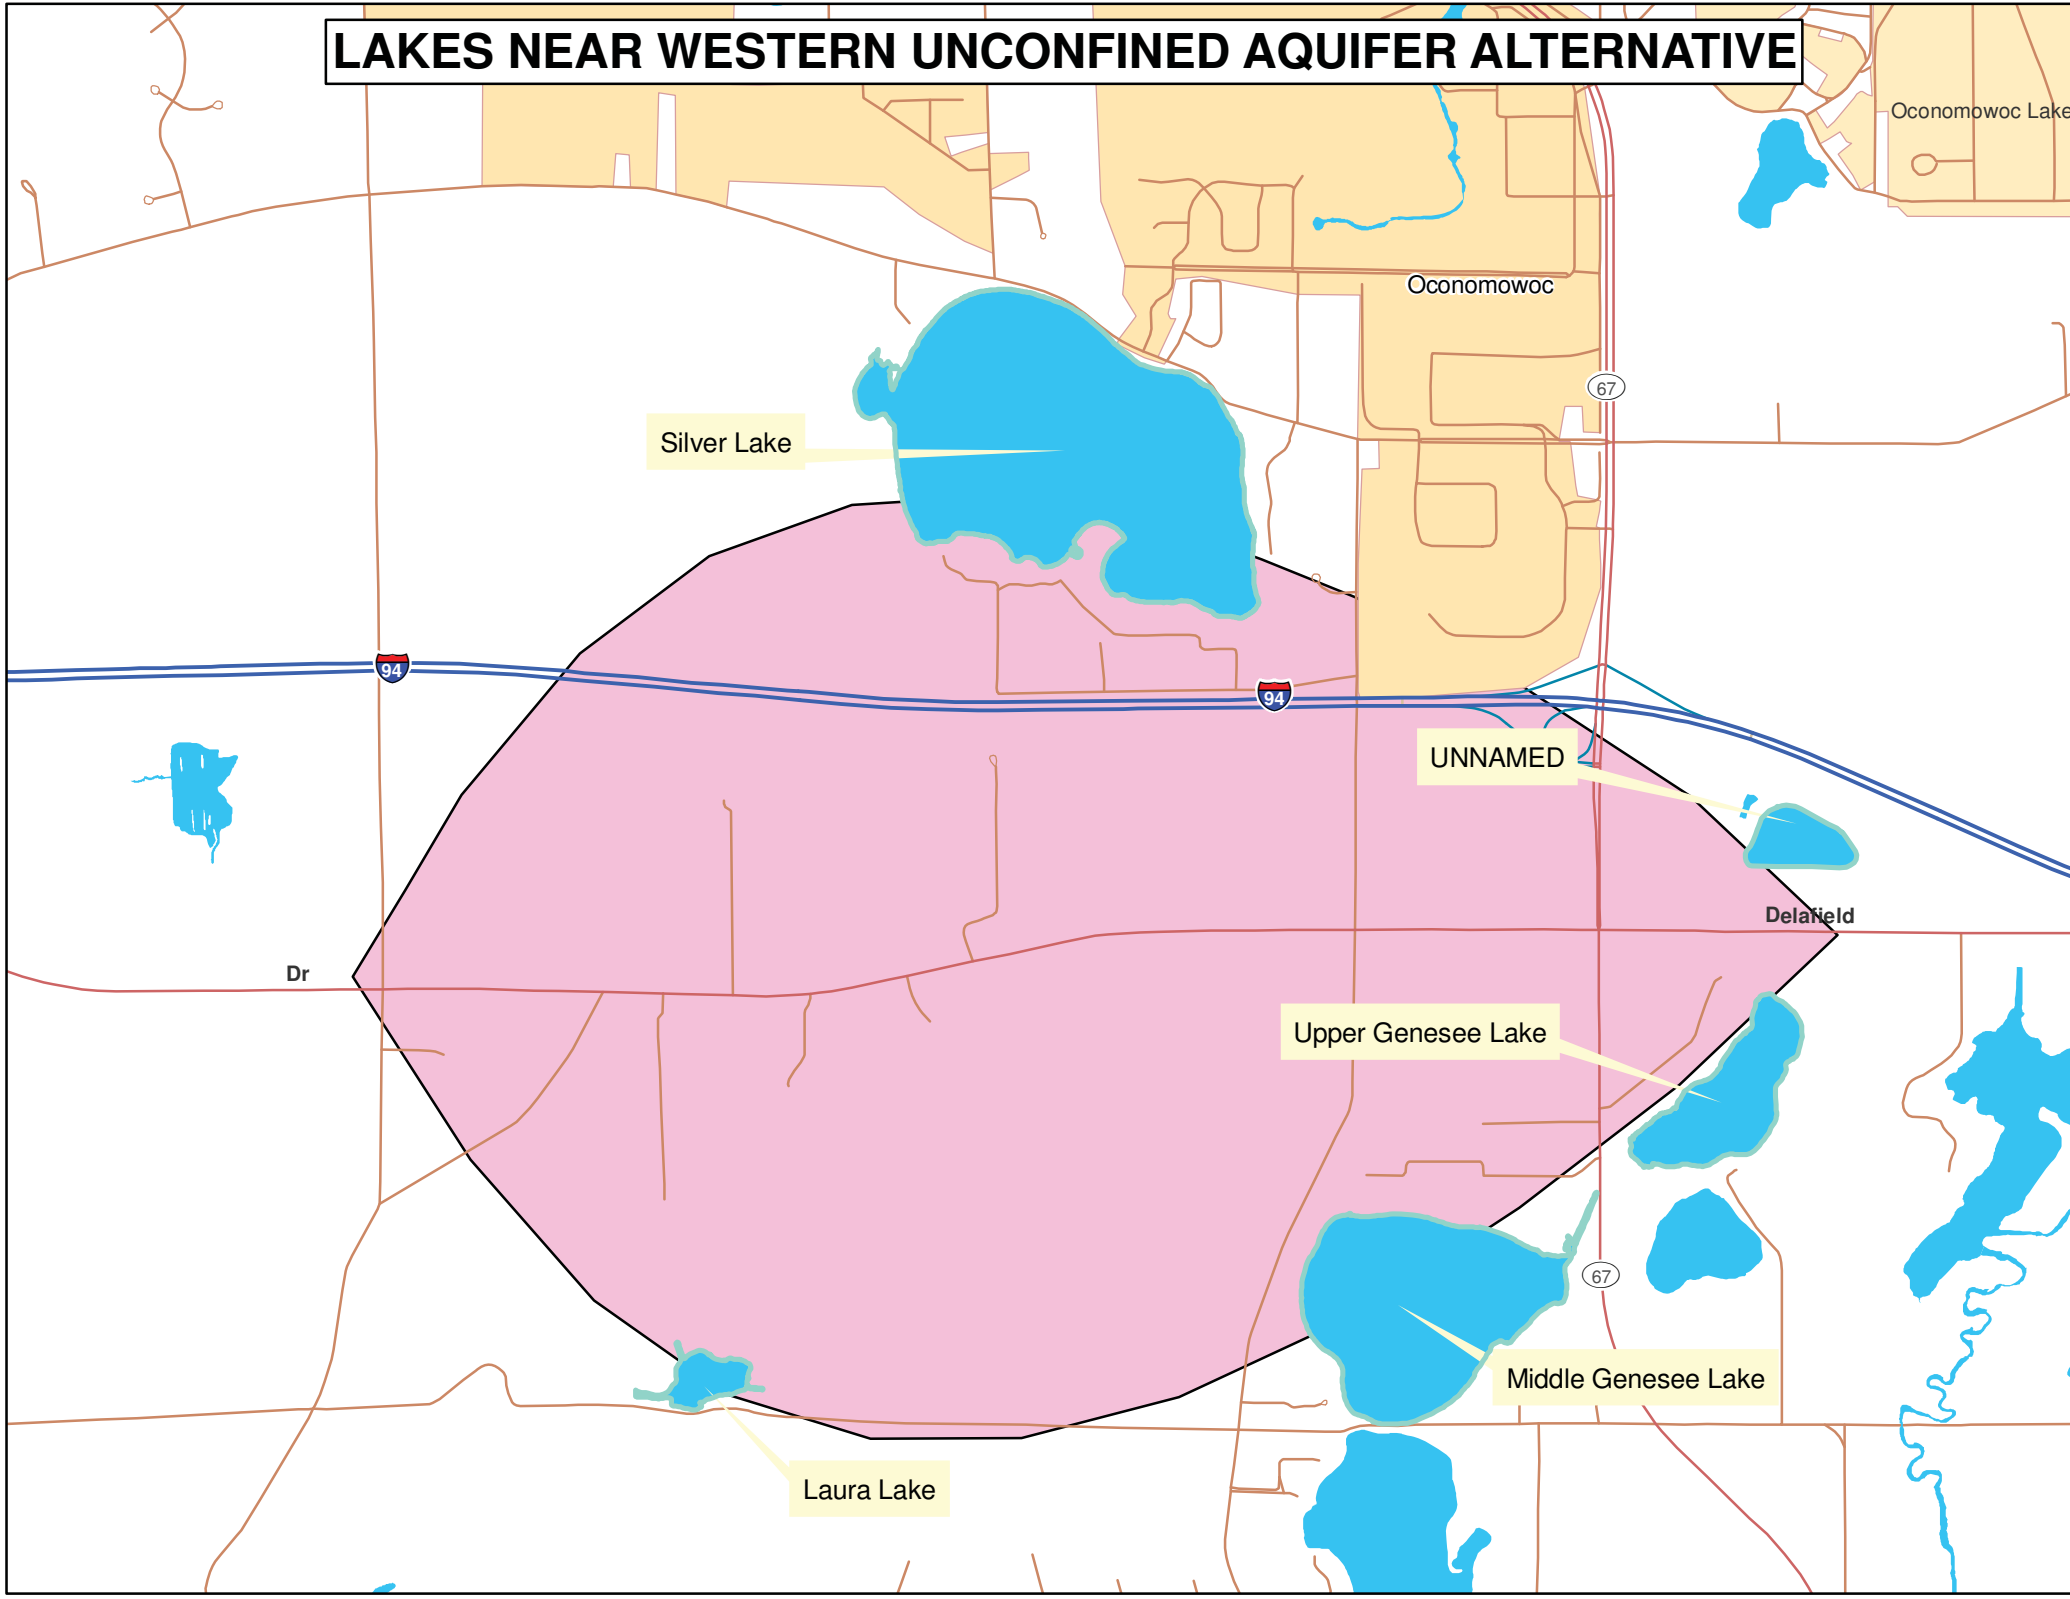 LAKES NEAR WESTERN UNCONFINED AQUIFER ALTERNATIVE
Oconomowoc Lake
Oconomowoc
67
Silver Lake
94
94
UNNAMED
Delafield
Dr
Upper Genesee Lake
67
Middle Genesee Lake
Laura Lake